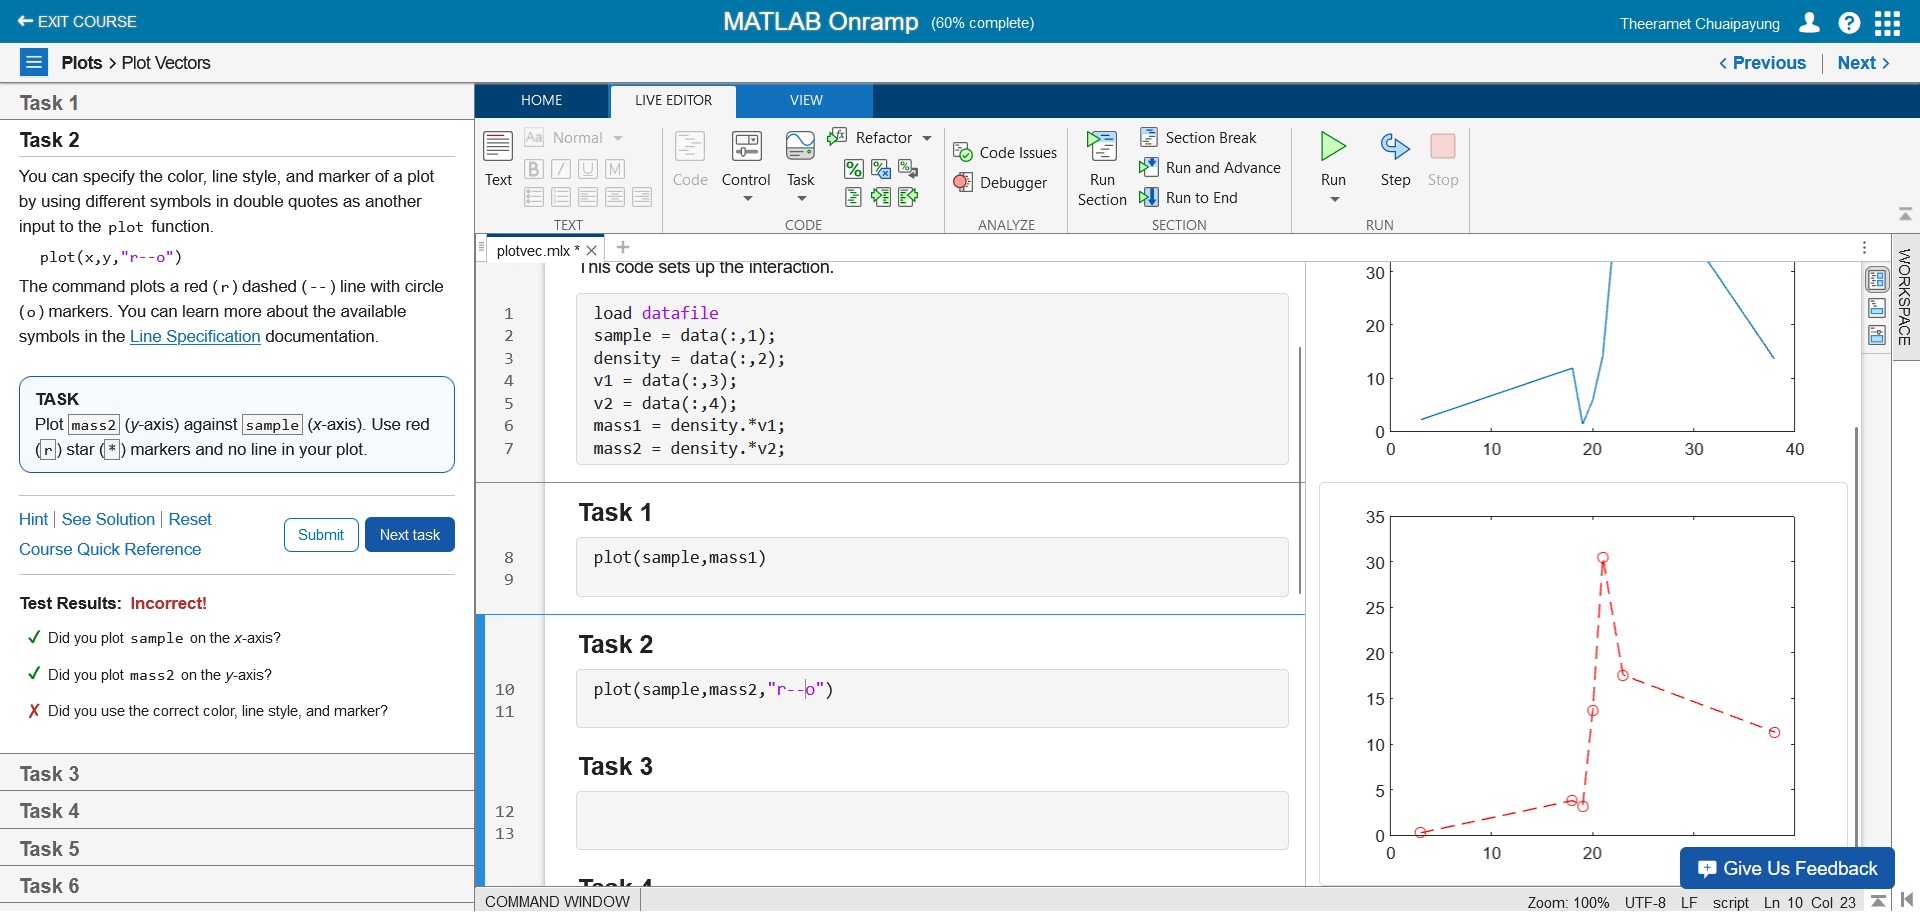 EXIT COURSE
MATLAB Onramp (60% complete)
Theeramet Chuaipayung
Plots > Plot Vectors
< Previous
Next >
Task 1
Task 2
You can specify the color, line style, and marker of a plot
by using different symbols in double quotes as another
input to the plot function.
plot(x,y,"r--o")
The command plots a red (r) dashed (--) line with circle
(o) markers. You can learn more about the available
symbols in the Line Specification documentation.
TASK
Plot mass2 (y-axis) against sample (x-axis). Use red
(r) star (*) markers and no line in your plot.
Hint | See Solution | Reset
Course Quick Reference
Submit
Next task
Test Results: Incorrect!
Did you plot sample on the x-axis?
Did you plot mass2 on the y-axis?
Did you use the correct color, line style, and marker?
Task 3
Task 4
Task 5
Task 6
HOME
LIVE EDITOR
VIEW
Text
Aa Normal
B I U M
TEXT
Code
Control
Task
Refactor
CODE
Code Issues
Debugger
ANALYZE
Run
Section
Section Break
Run and Advance
Run to End
SECTION
Run
Step
Stop
RUN
plotvec.mlx *
WORKSPACE
This code sets up the interaction.
1 load datafile
2 sample = data(:,1);
3 density = data(:,2);
4 v1 = data(:,3);
5 v2 = data(:,4);
6 mass1 = density.*v1;
7 mass2 = density.*v2;
Task 1
8 plot(sample,mass1)
9
Task 2
10 plot(sample,mass2,"r--o")
11
Task 3
12
13
Task 4
30
20
10
0
0 10 20 30 40
35
30
25
20
15
10
5
0
0 10 20
Give Us Feedback
COMMAND WINDOW
Zoom: 100% UTF-8 LF script Ln 10 Col 23